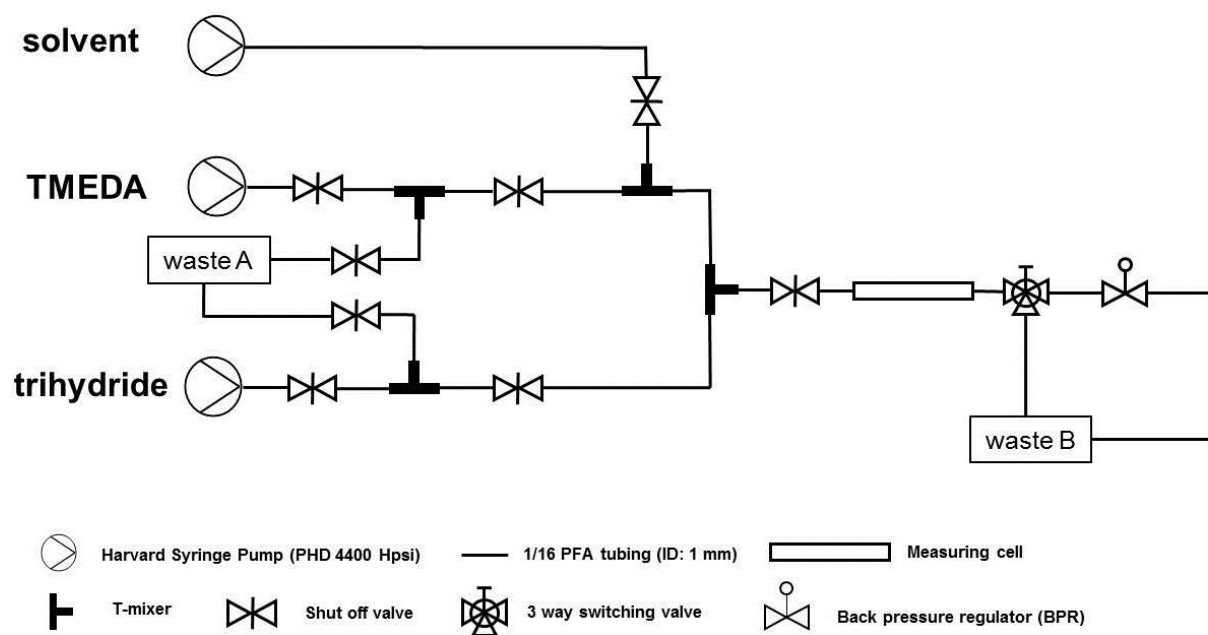 solvent
TMEDA
waste A
trihydride
waste B
Harvard Syringe Pump (PHD 4400 Hpsi)
1/16 PFA tubing (ID: 1 mm)
Measuring cell
T-mixer
Shut off valve
3 way switching valve
Back pressure regulator (BPR)